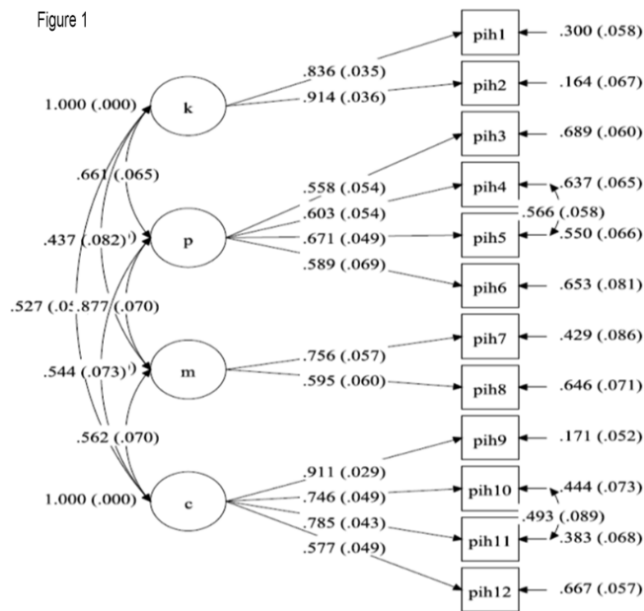 Figure 1
pih1
.300 (.058)
.836 (.035)
1.000 (.000)
k
.914 (.036)
pih2
.164 (.067)
pih3
.689 (.060)
.661 (.065)
.558 (.054)
pih4
.637 (.065)
.603 (.054)
.566 (.058)
.437 (.082)
p
.671 (.049)
pih5
.550 (.066)
.589 (.069)
pih6
.653 (.081)
.527
.877 (.070)
pih7
.429 (.086)
.756 (.057)
.544 (.073)
m
.595 (.060)
pih8
.646 (.071)
.562 (.070)
pih9
.171 (.052)
.911 (.029)
1.000 (.000)
c
.746 (.049)
pih10
.444 (.073)
.493 (.089)
.785 (.043)
pih11
.383 (.068)
.577 (.049)
pih12
.667 (.057)